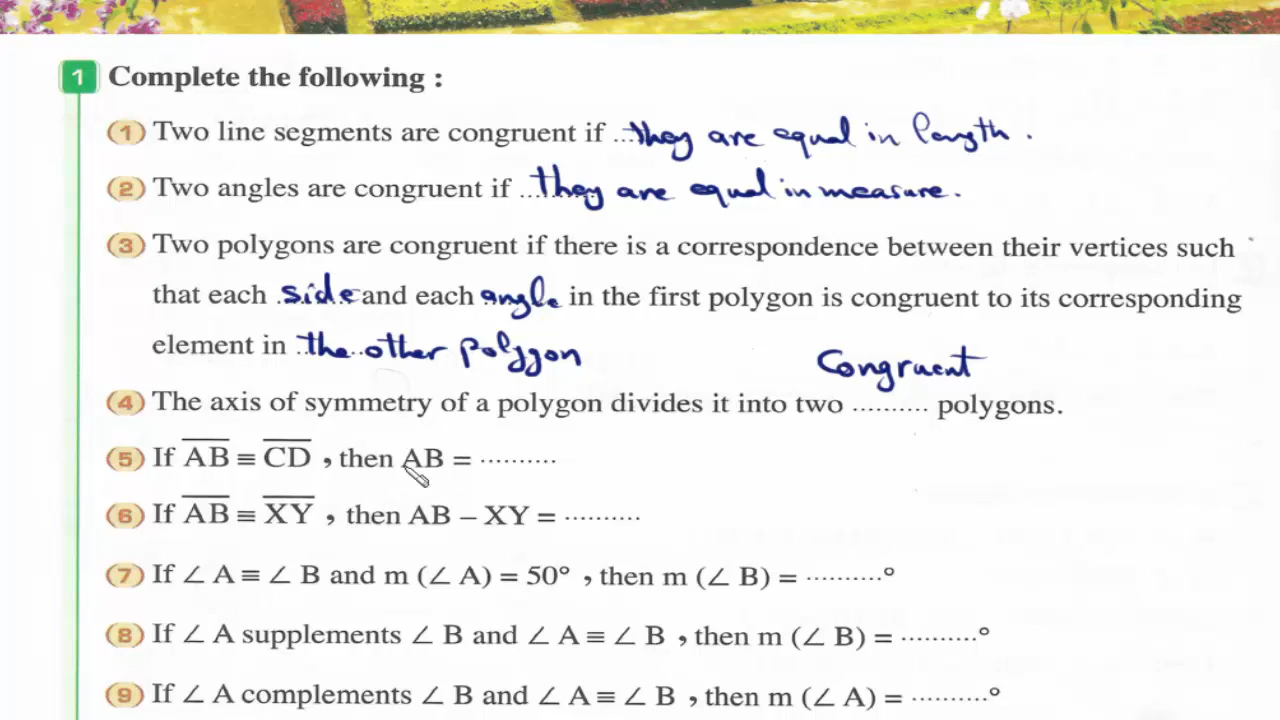 1 Complete the following :
(1) Two line segments are congruent if ...they are equal in length .
(2) Two angles are congruent if ...they are equal in measure.
(3) Two polygons are congruent if there is a correspondence between their vertices such
that each .side and each angle in the first polygon is congruent to its corresponding
element in ..the other polygon
congruent
(4) The axis of symmetry of a polygon divides it into two .......... polygons.
(5) If A̅B̅ ≡ C̅D̅ , then AB = ..........
(6) If A̅B̅ ≡ X̅Y̅ , then AB – XY = ..........
(7) If ∠ A ≡ ∠ B and m (∠ A) = 50° , then m (∠ B) = ..........°
(8) If ∠ A supplements ∠ B and ∠ A ≡ ∠ B , then m (∠ B) = ..........°
(9) If ∠ A complements ∠ B and ∠ A ≡ ∠ B , then m (∠ A) = ..........°